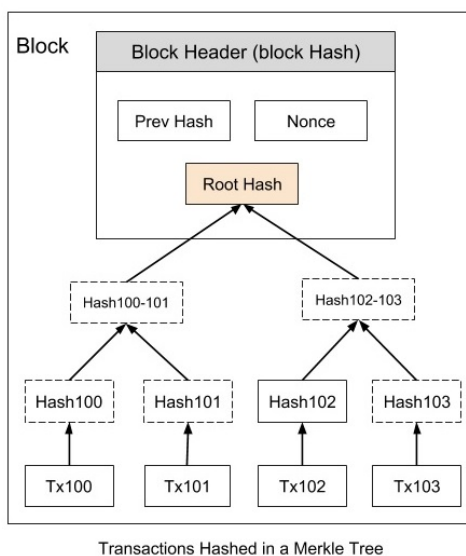 Block
Block Header (block Hash)
Prev Hash
Nonce
Root Hash
Hash100-101
Hash102-103
Hash100
Hash101
Hash102
Hash103
Tx100
Tx101
Tx102
Tx103
Transactions Hashed in a Merkle Tree